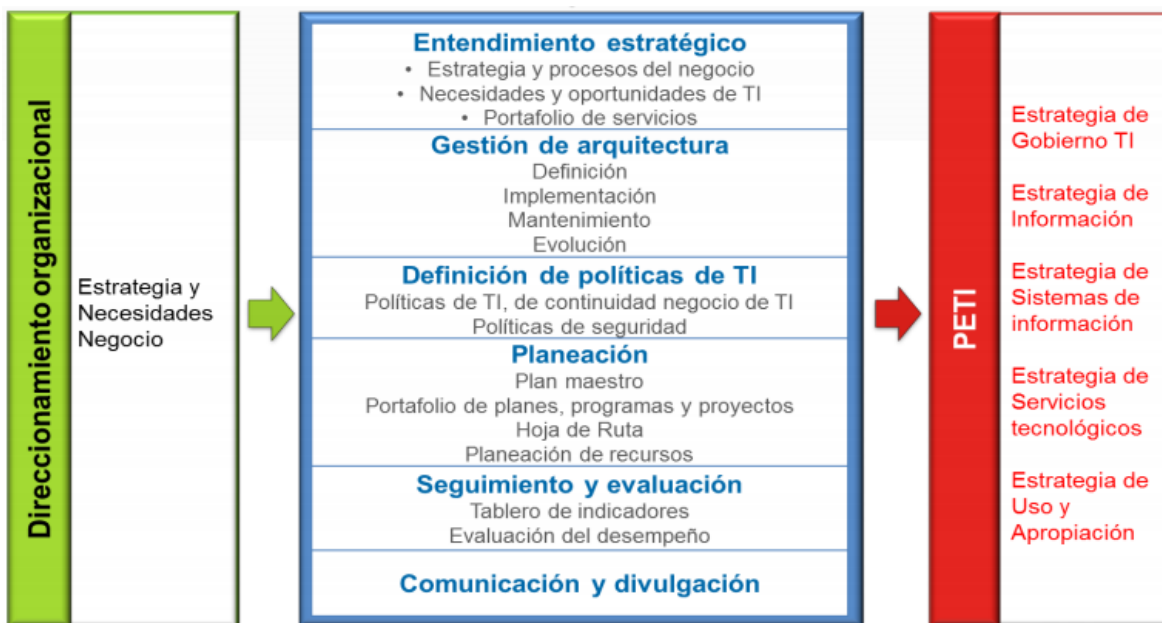 Direccionamiento organizacional
Estrategia y
Necesidades
Negocio
Entendimiento estratégico
• Estrategia y procesos del negocio
• Necesidades y oportunidades de TI
• Portafolio de servicios
Gestión de arquitectura
Definición
Implementación
Mantenimiento
Evolución
Definición de políticas de TI
Políticas de TI, de continuidad negocio de TI
Políticas de seguridad
Planeación
Plan maestro
Portafolio de planes, programas y proyectos
Hoja de Ruta
Planeación de recursos
Seguimiento y evaluación
Tablero de indicadores
Evaluación del desempeño
Comunicación y divulgación
PETI
Estrategia de
Gobierno TI
Estrategia de
Información
Estrategia de
Sistemas de
información
Estrategia de
Servicios
tecnológicos
Estrategia de
Uso y
Apropiación